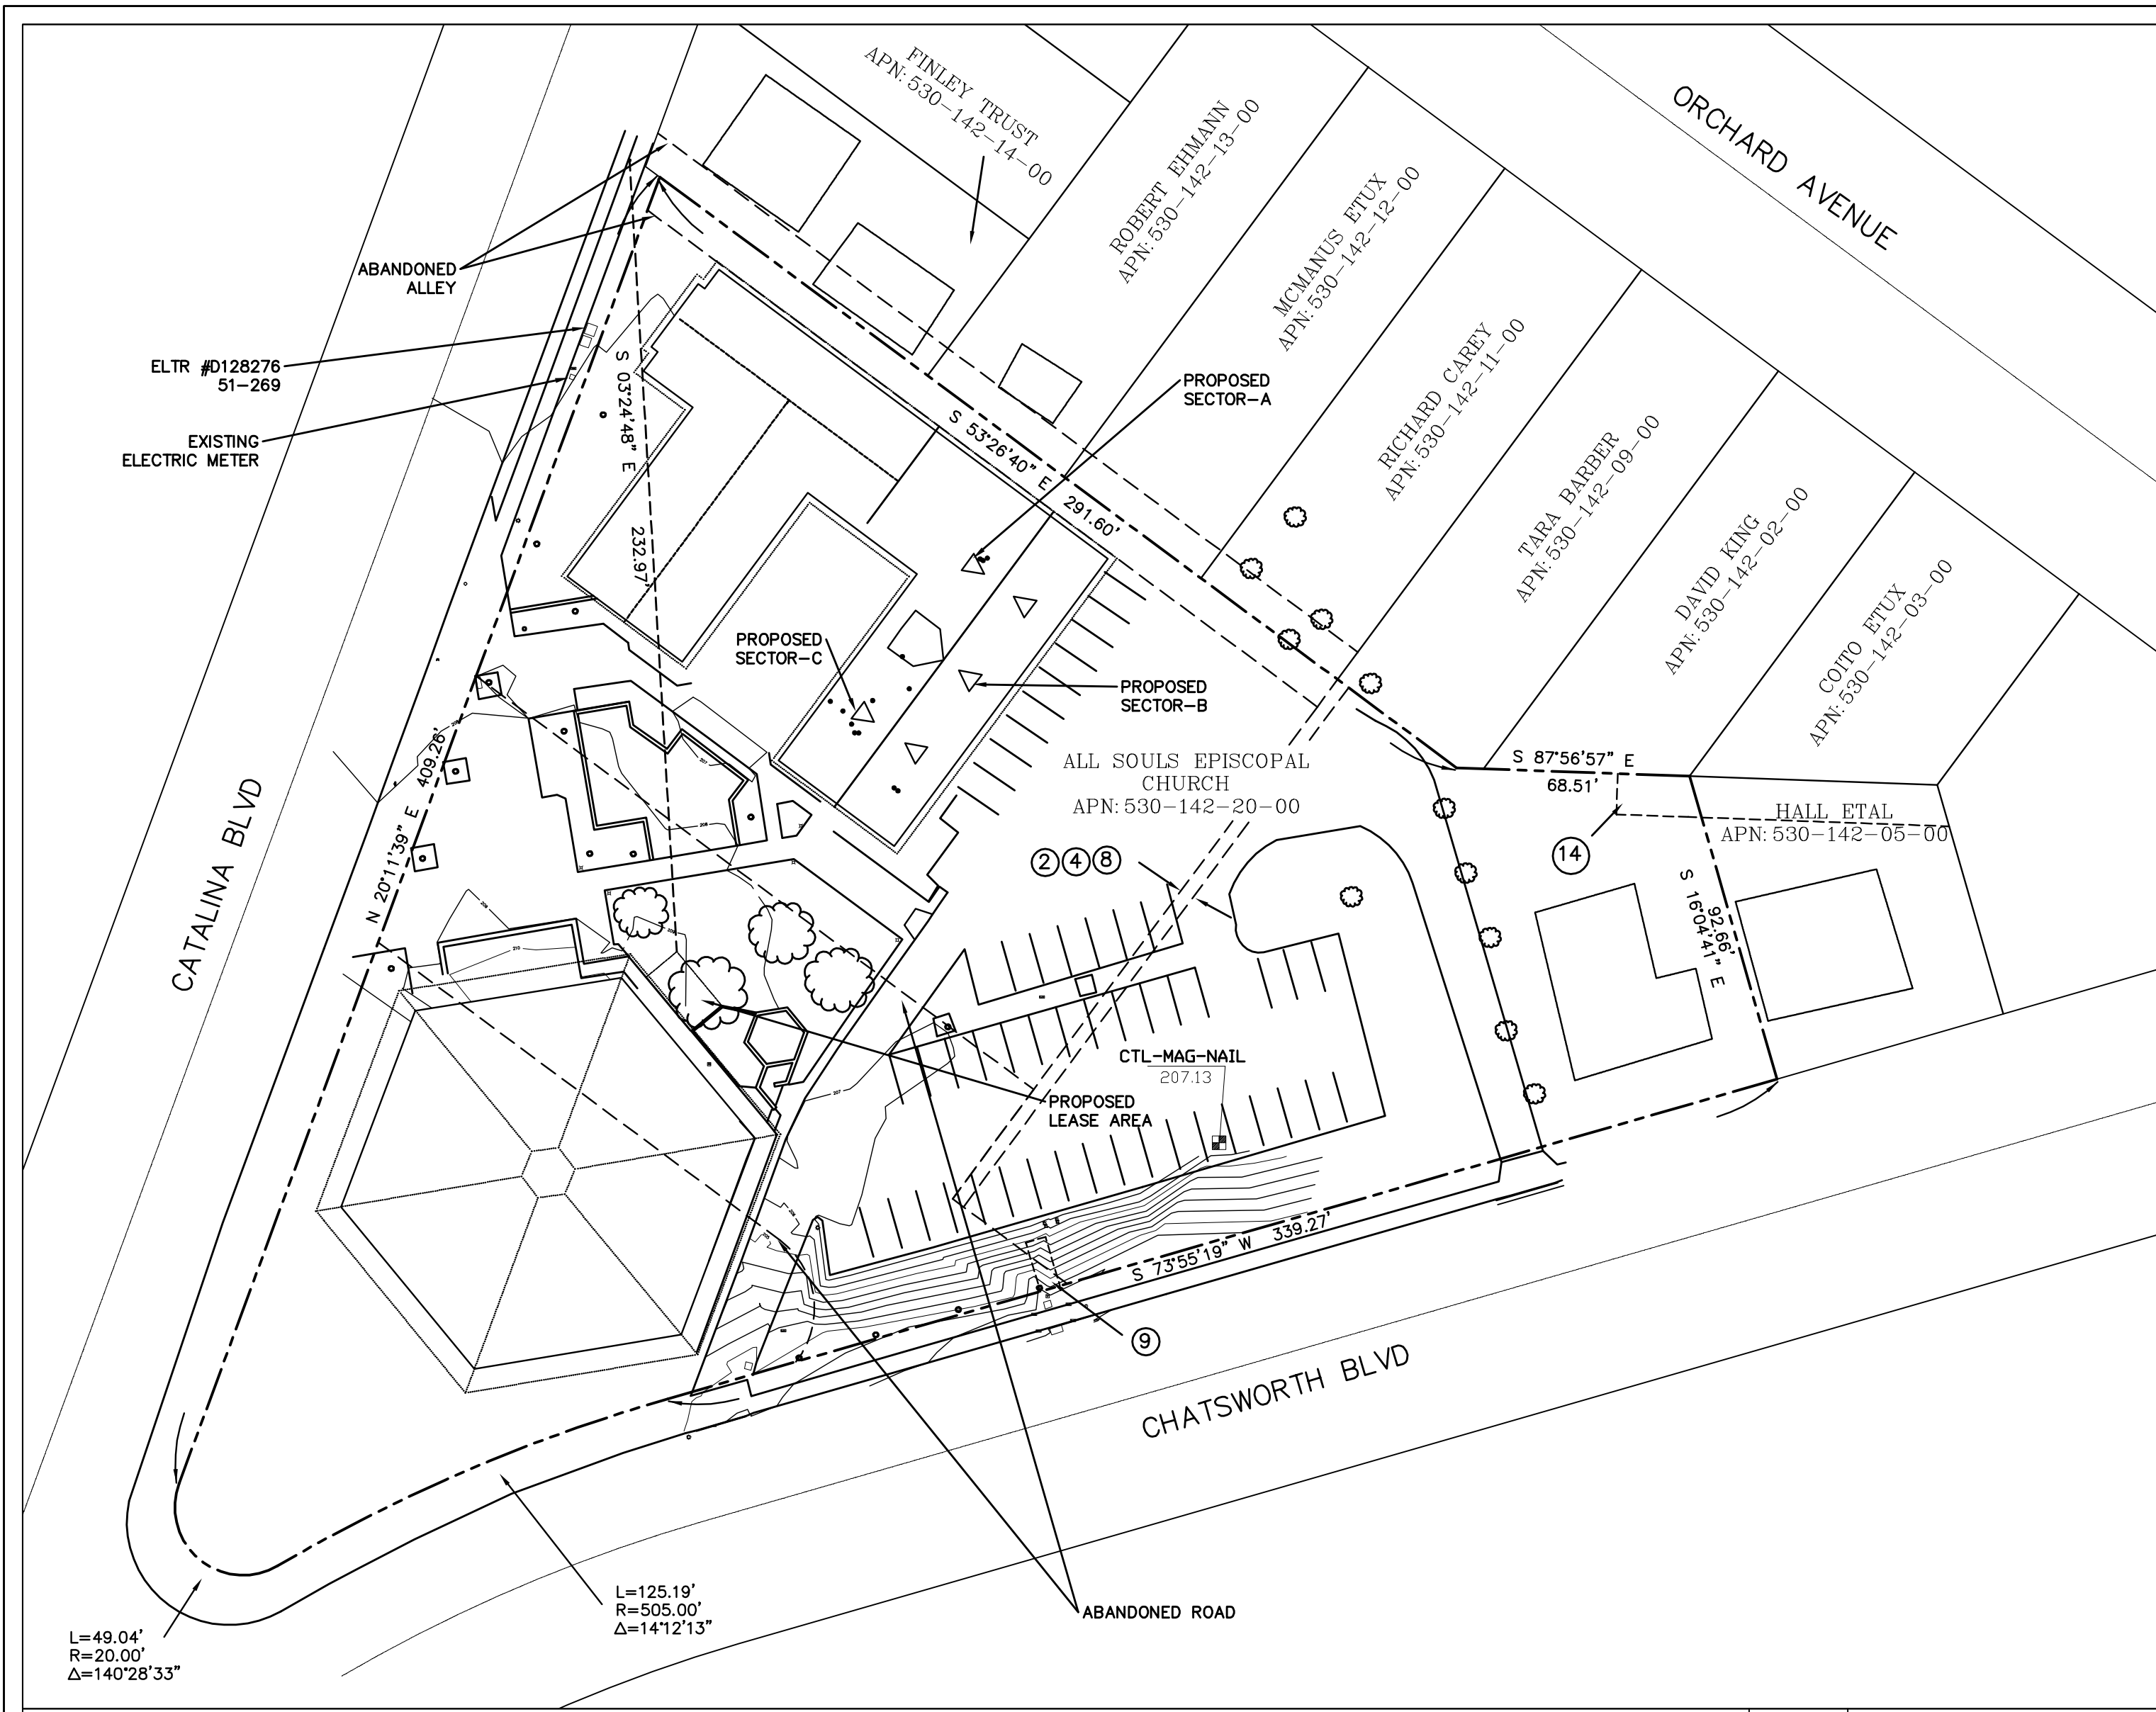 FINLEY TRUST
APN: 530-142-14-00
ROBERT EHMANN
APN: 530-142-13-00
MCMANUS ETUX
APN: 530-142-12-00
RICHARD CAREY
APN: 530-142-11-00
TARA BARBER
APN: 530-142-09-00
DAVID KING
APN: 530-142-02-00
COITO ETUX
APN: 530-142-03-00
HALL ETAL
APN: 530-142-05-00
ORCHARD AVENUE
ABANDONED
ALLEY
ELTR #D128276
51-269
EXISTING
ELECTRIC METER
S 03°24'48" E
232.97'
S 53°26'40" E 291.60'
PROPOSED
SECTOR-A
PROPOSED
SECTOR-C
PROPOSED
SECTOR-B
ALL SOULS EPISCOPAL
CHURCH
APN: 530-142-20-00
2 4 8
S 87°56'57" E
68.51'
14
92.66'
S 16°04'41" E
N 20°11'39" E 409.26'
CATALINA BLVD
CTL-MAG-NAIL
207.13
PROPOSED
LEASE AREA
S 73°55'19" W 339.27'
9
CHATSWORTH BLVD
ABANDONED ROAD
L=125.19'
R=505.00'
Δ=14°12'13"
L=49.04'
R=20.00'
Δ=140°28'33"